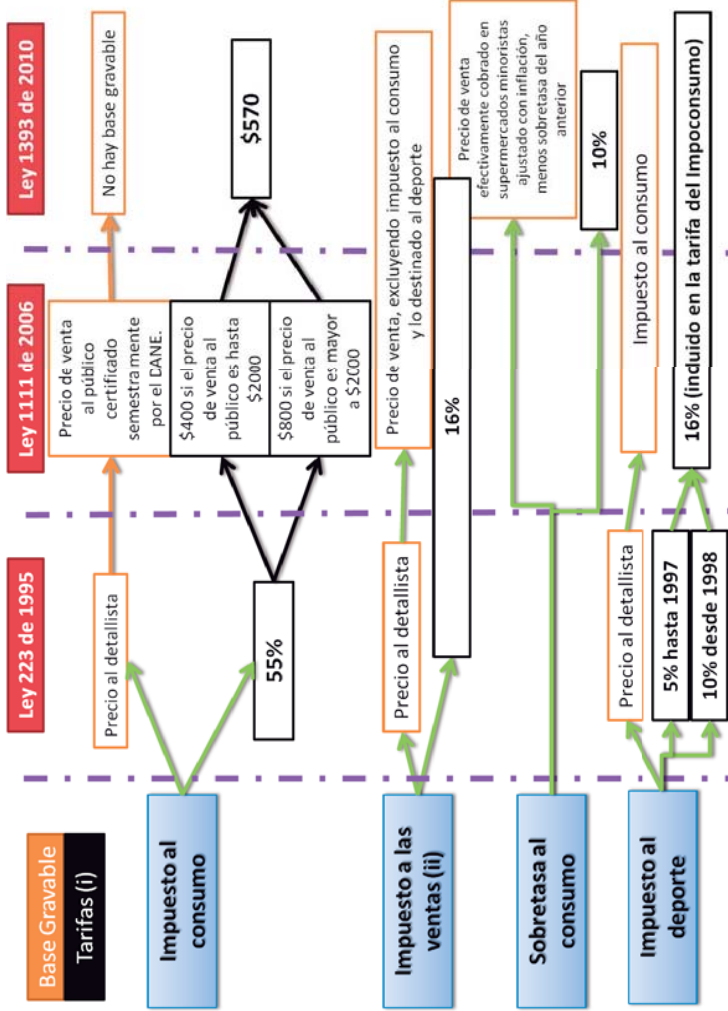 Base Gravable
Tarifas (i)
Ley 223 de 1995
Ley 1111 de 2006
Ley 1393 de 2010
Impuesto al
consumo
Precio al detallista
Precio de venta
al público
certificado
semestra mente
por el DANE.
No hay base gravable
55%
$400 si el precio
de venta al
público es hasta
$2000
$800 si el precio
de venta al
público es mayor
a $2000
$570
Impuesto a las
ventas (ii)
Precio al detallista
Precio de venta, excluyendo impuesto al consumo
y lo destinado al deporte
16%
Sobretasa al
consumo
Precio de venta
efectivamente cobrado en
supermercados minoristas
ajustado con inflación,
menos sobretasa del año
anterior
10%
Impuesto al
deporte
Precio al detallista
Impuesto al consumo
5% hasta 1997
10% desde 1998
16% (incluido en la tarifa del Impoconsumo)